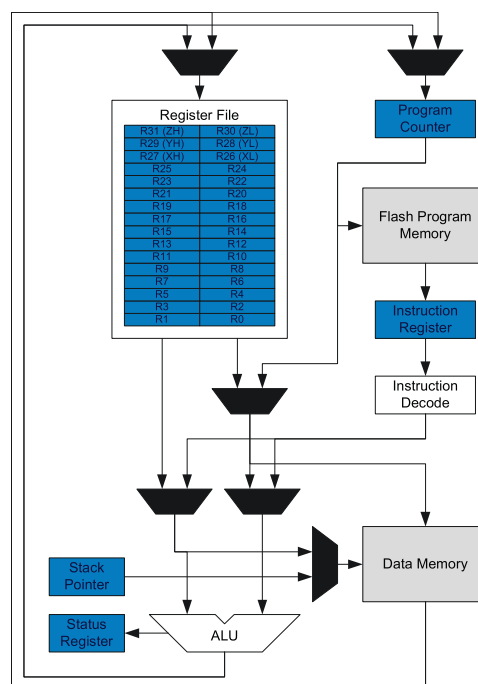 Register File
R31 (ZH) R30 (ZL)
R29 (YH) R28 (YL)
R27 (XH) R26 (XL)
R25 R24
R23 R22
R21 R20
R19 R18
R17 R16
R15 R14
R13 R12
R11 R10
R9 R8
R7 R6
R5 R4
R3 R2
R1 R0
Program
Counter
Flash Program
Memory
Instruction
Register
Instruction
Decode
Data Memory
Stack
Pointer
Status
Register
ALU